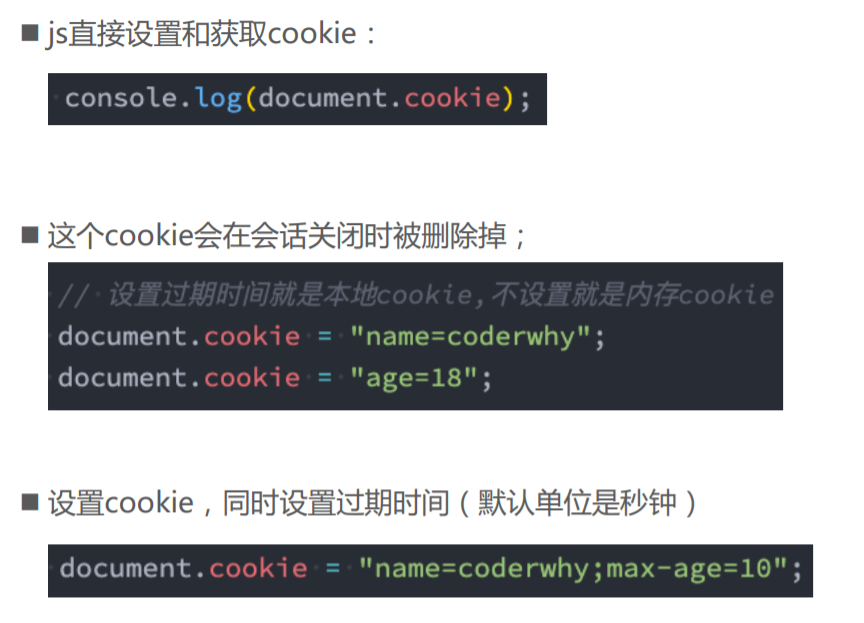 ■ js直接设置和获取cookie：
console.log(document.cookie);
■ 这个cookie会在会话关闭时被删除掉；
// 设置过期时间就是本地cookie,不设置就是内存cookie
document.cookie = "name=coderwhy";
document.cookie = "age=18";
■ 设置cookie，同时设置过期时间（默认单位是秒钟）
document.cookie = "name=coderwhy;max-age=10";